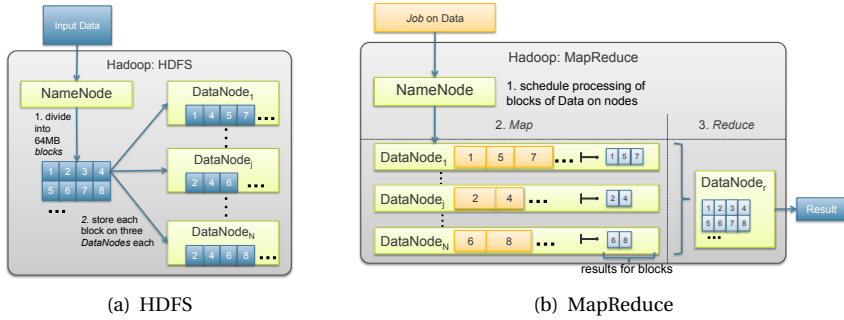 Input Data
Hadoop: HDFS
NameNode
1. divide
into
64MB
blocks
1 2 3 4
5 6 7 8
...
2. store each
block on three
DataNodes each
DataNode1
1 4 5 7 ...
DataNodej
2 4 6 ...
DataNodeN
2 4 6 8 ...
(a) HDFS
Job on Data
Hadoop: MapReduce
NameNode
1. schedule processing of
blocks of Data on nodes
2. Map
3. Reduce
DataNode1 1 5 7 ... 1 5 7
DataNodej 2 4 ... 2 4
DataNodeN 6 8 ... 6 8
results for blocks
DataNoder
1 2 3 4
5 6 7 8
...
Result
(b) MapReduce